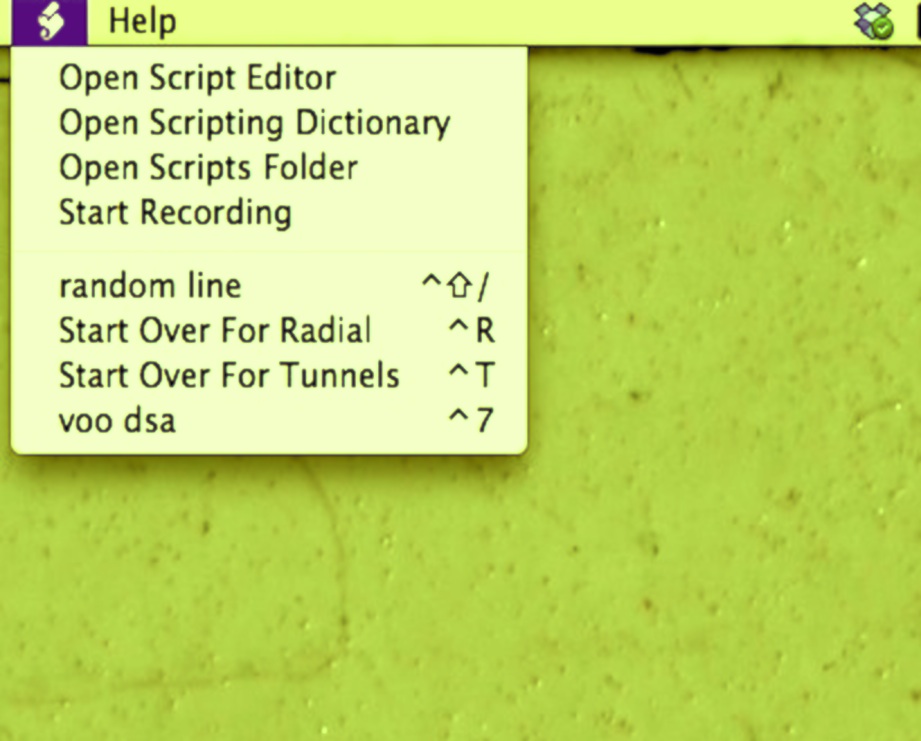 Help
Open Script Editor
Open Scripting Dictionary
Open Scripts Folder
Start Recording
random line ^⇧/
Start Over For Radial ^R
Start Over For Tunnels ^T
voo dsa ^7